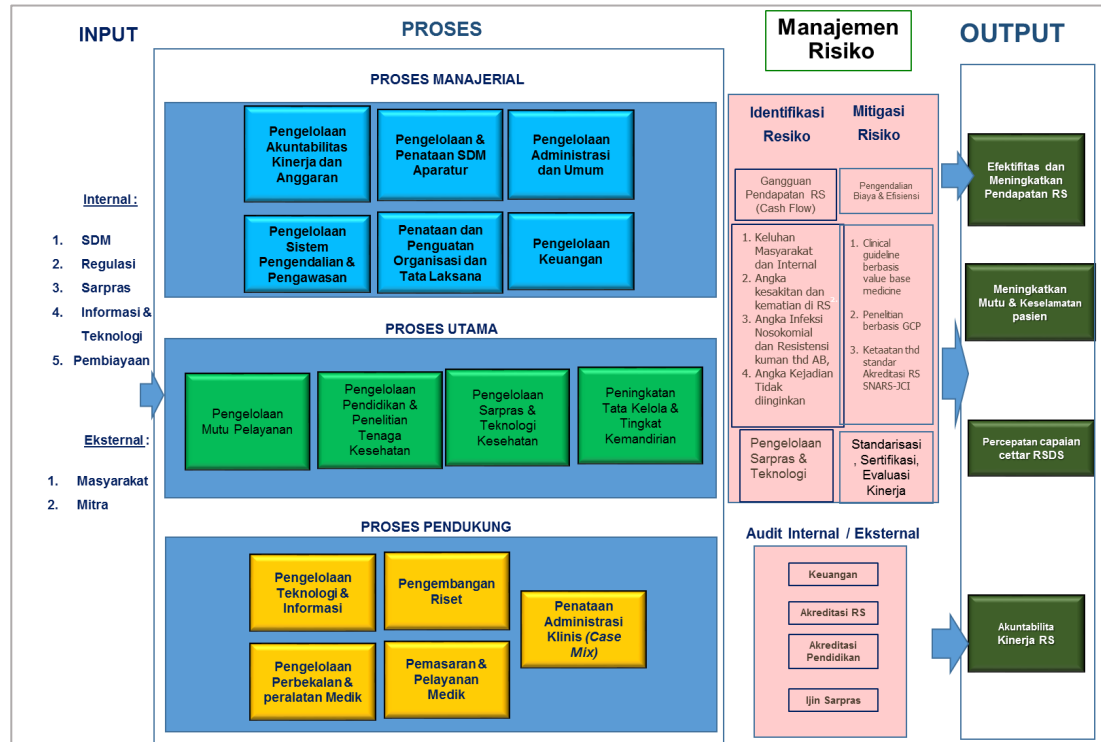 INPUT
PROSES
Manajemen
Risiko
OUTPUT
Internal :
1. SDM
2. Regulasi
3. Sarpras
4. Informasi &
Teknologi
5. Pembiayaan
Eksternal :
1. Masyarakat
2. Mitra
PROSES MANAJERIAL
Pengelolaan
Akuntabilitas
Kinerja dan
Anggaran
Pengelolaan &
Penataan SDM
Aparatur
Pengelolaan
Administrasi
dan Umum
Pengelolaan
Sistem
Pengendalian &
Pengawasan
Penataan dan
Penguatan
Organisasi dan
Tata Laksana
Pengelolaan
Keuangan
PROSES UTAMA
Pengelolaan
Mutu Pelayanan
Pengelolaan
Pendidikan &
Penelitian
Tenaga
Kesehatan
Pengelolaan
Sarpras &
Teknologi
Kesehatan
Peningkatan
Tata Kelola &
Tingkat
Kemandirian
PROSES PENDUKUNG
Pengelolaan
Teknologi &
Informasi
Pengembangan
Riset
Penataan
Administrasi
Klinis (Case
Mix)
Pengelolaan
Perbekalan &
peralatan Medik
Pemasaran &
Pelayanan
Medik
Identifikasi
Resiko
Mitigasi
Risiko
Gangguan
Pendapatan RS
(Cash Flow)
Pengendalian
Biaya & Efisiensi
1. Keluhan
Masyarakat
dan Internal
2. Angka
kesakitan dan
kematian di RS
3. Angka Infeksi
Nosokomial
dan Resistensi
kuman thd AB,
4. Angka Kejadian
Tidak
diinginkan
1. Clinical
guideline
berbasis
value base
medicine
2. Penelitian
berbasis GCP
3. Ketaatan thd
standar
Akreditasi RS
SNARS-JCI
Pengelolaan
Sarpras &
Teknologi
Standarisasi
, Sertifikasi,
Evaluasi
Kinerja
Audit Internal / Eksternal
Keuangan
Akreditasi RS
Akreditasi
Pendidikan
Ijin Sarpras
Efektifitas dan
Meningkatkan
Pendapatan RS
Meningkatkan
Mutu & Keselamatan
pasien
Percepatan capaian
cettar RSDS
Akuntabilita
Kinerja RS